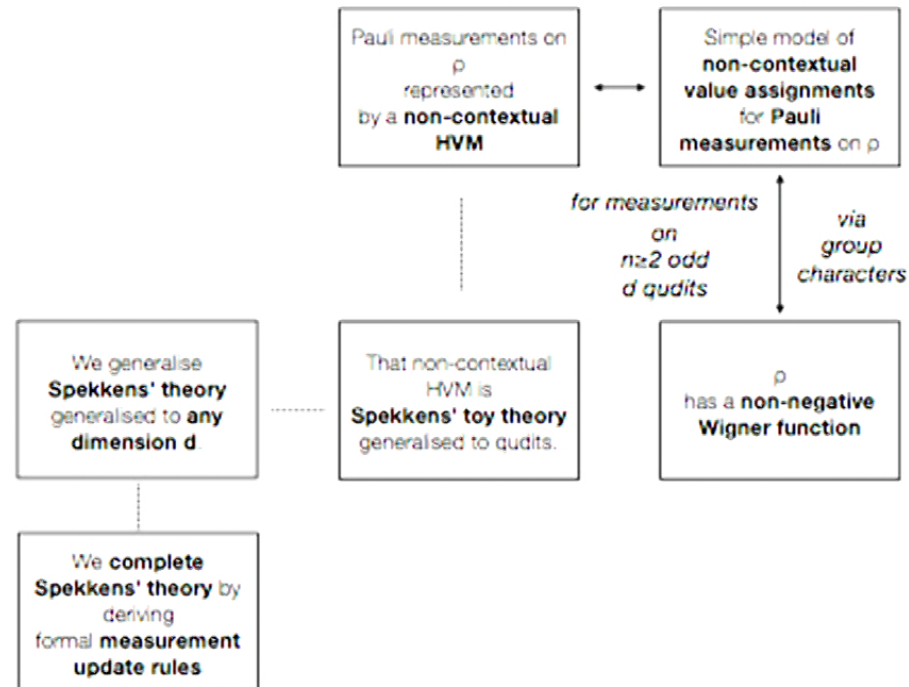 Pauli measurements on
ρ
represented
by a non-contextual
HVM
Simple model of
non-contextual
value assignments
for Pauli
measurements on ρ
for measurements
on
n≥2 odd
d qudits
via
group
characters
We generalise
Spekkens' theory
generalised to any
dimension d.
That non-contextual
HVM is
Spekkens' toy theory
generalised to qudits.
ρ
has a non-negative
Wigner function
We complete
Spekkens' theory by
deriving
formal measurement
update rules